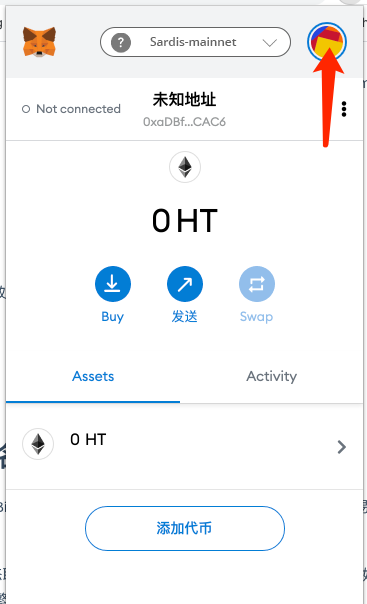 ? Sardis-mainnet
Not connected
未知地址
0xaDBf...CAC6
0 HT
Buy
发送
Swap
Assets
Activity
0 HT
添加代币